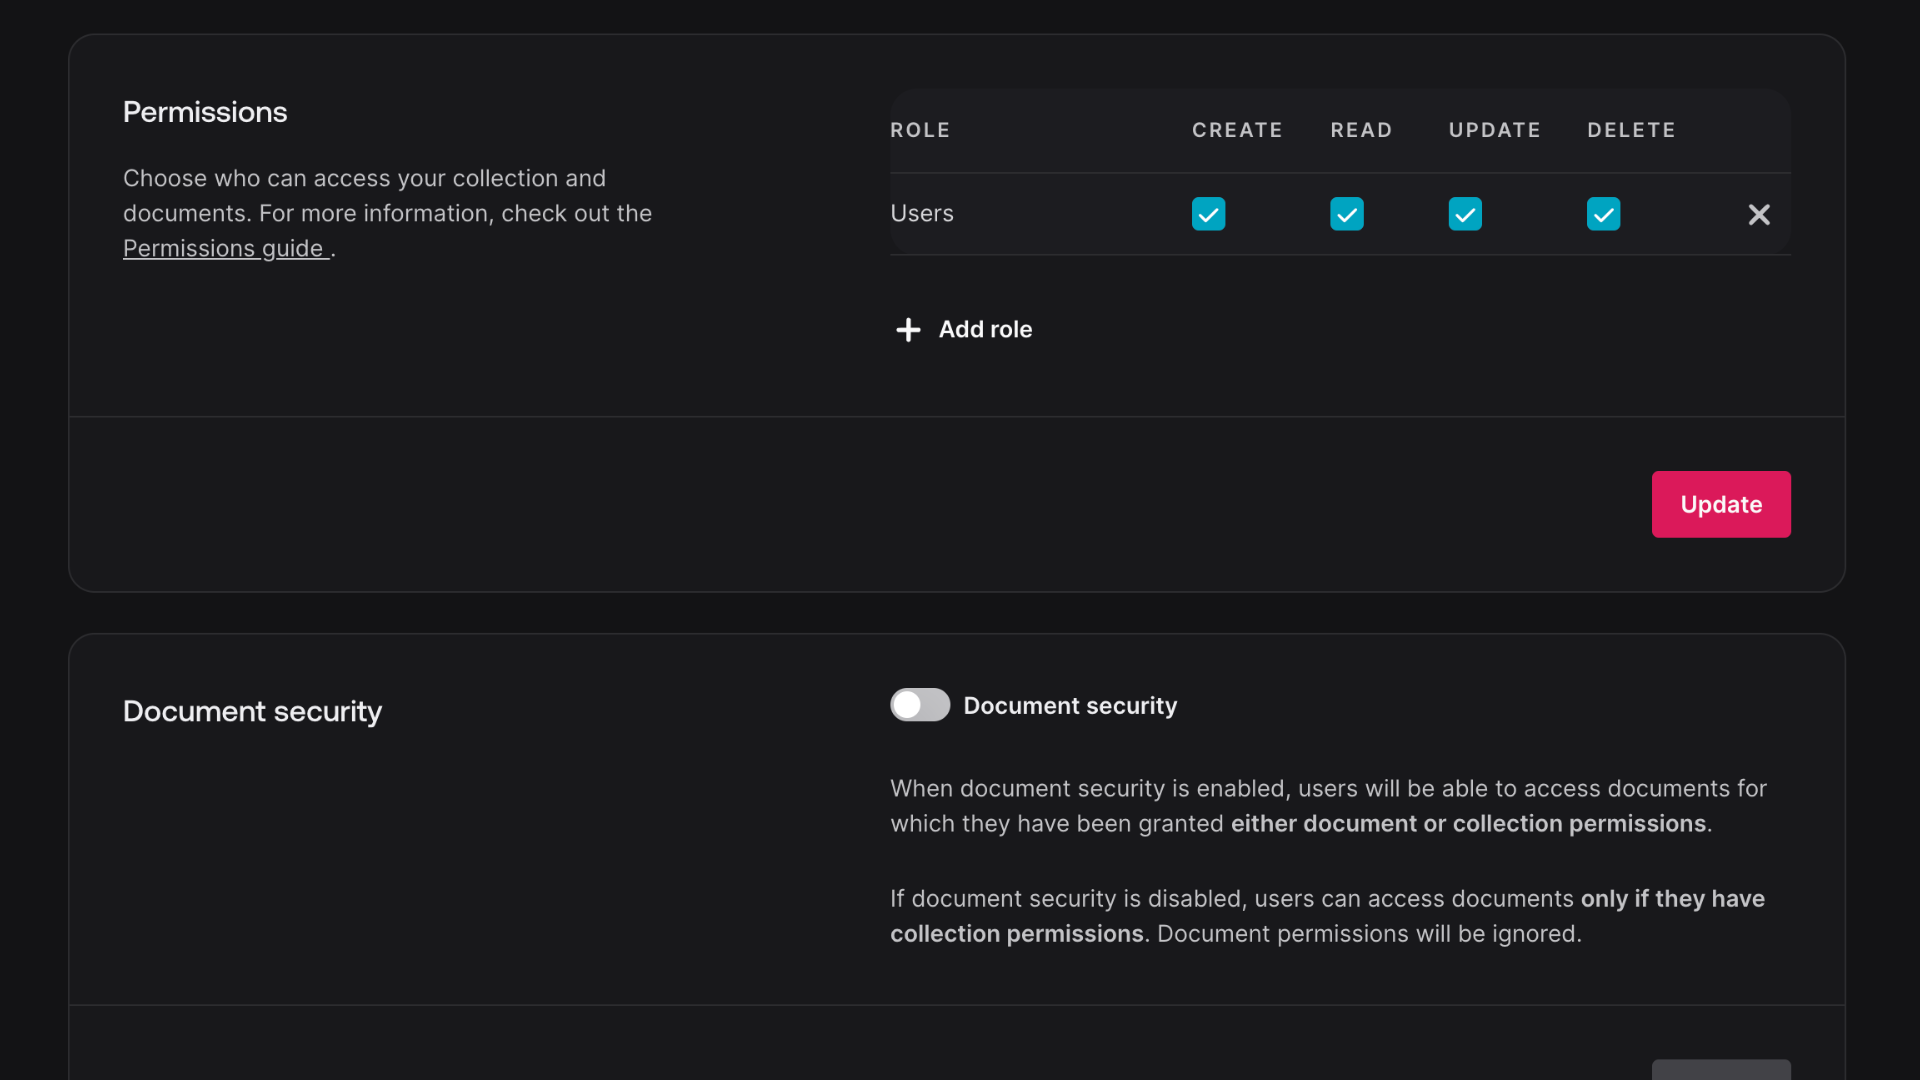 Permissions
Choose who can access your collection and
documents. For more information, check out the
Permissions guide .
ROLE CREATE READ UPDATE DELETE
Users
Add role
Update
Document security
Document security
When document security is enabled, users will be able to access documents for
which they have been granted either document or collection permissions.
If document security is disabled, users can access documents only if they have
collection permissions. Document permissions will be ignored.